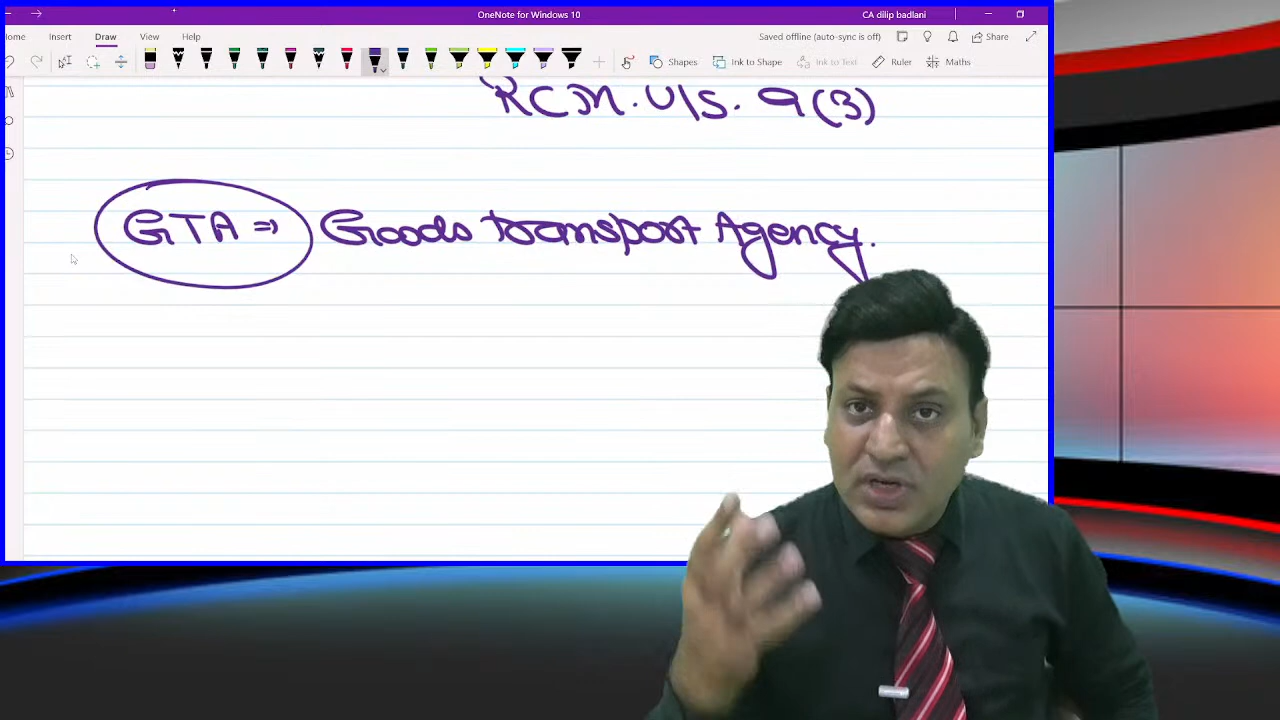 OneNote for Windows 10
CA dilip badlani
Insert
Draw
View
Help
Saved offline (auto-sync is off)
Share
Shapes
Ink to Shape
Ink to Text
Ruler
Maths
RCM. U/S. 9(3)
GTA ⇒ Goods transport Agency.